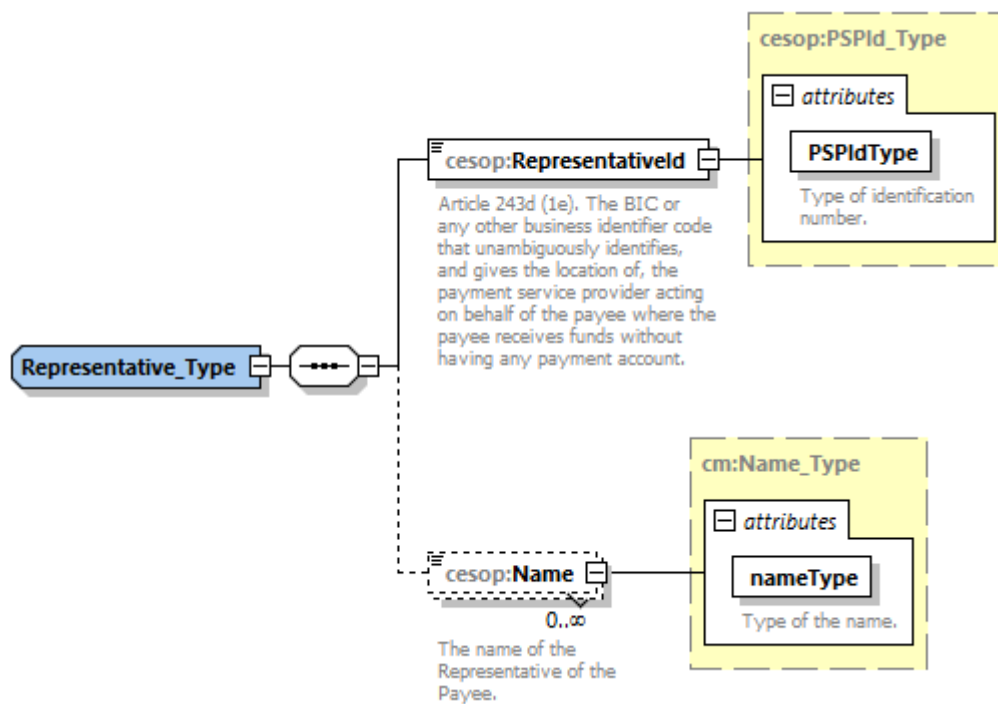 cesop:PSPId_Type
attributes
cesop:RepresentativeId
PSPIdType
Type of identification
number.
Article 243d (1e). The BIC or
any other business identifier code
that unambiguously identifies,
and gives the location of, the
payment service provider acting
on behalf of the payee where the
payee receives funds without
having any payment account.
Representative_Type
cm:Name_Type
attributes
cesop:Name
nameType
0..∞
Type of the name.
The name of the
Representative of the
Payee.